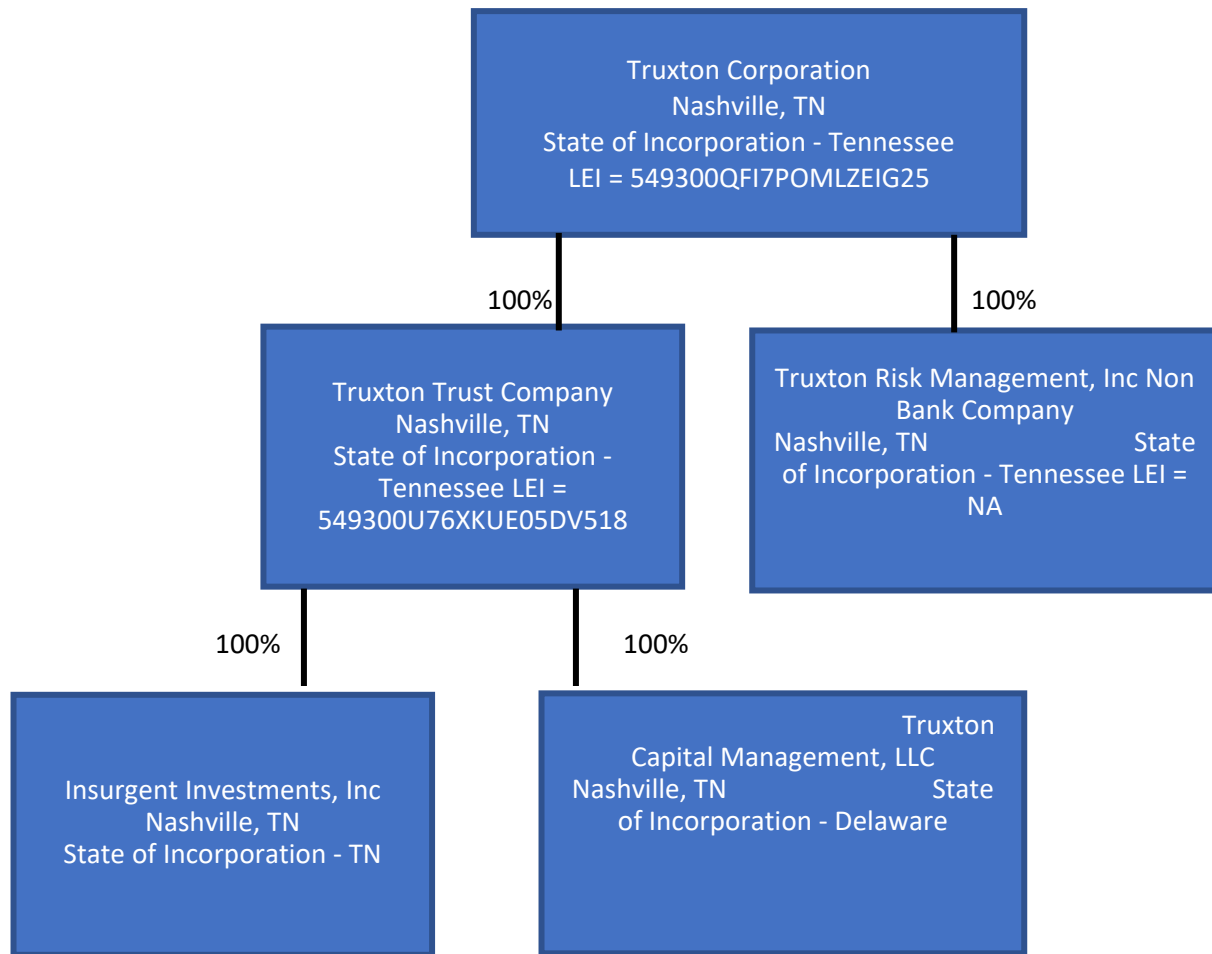 Truxton Corporation
Nashville, TN
State of Incorporation - Tennessee
LEI = 549300QFI7POMLZEIG25
100%
100%
Truxton Trust Company
Nashville, TN
State of Incorporation -
Tennessee LEI =
549300U76XKUE05DV518
Truxton Risk Management, Inc Non
Bank Company
Nashville, TN State
of Incorporation - Tennessee LEI =
NA
100%
100%
Insurgent Investments, Inc
Nashville, TN
State of Incorporation - TN
Truxton
Capital Management, LLC
Nashville, TN State
of Incorporation - Delaware